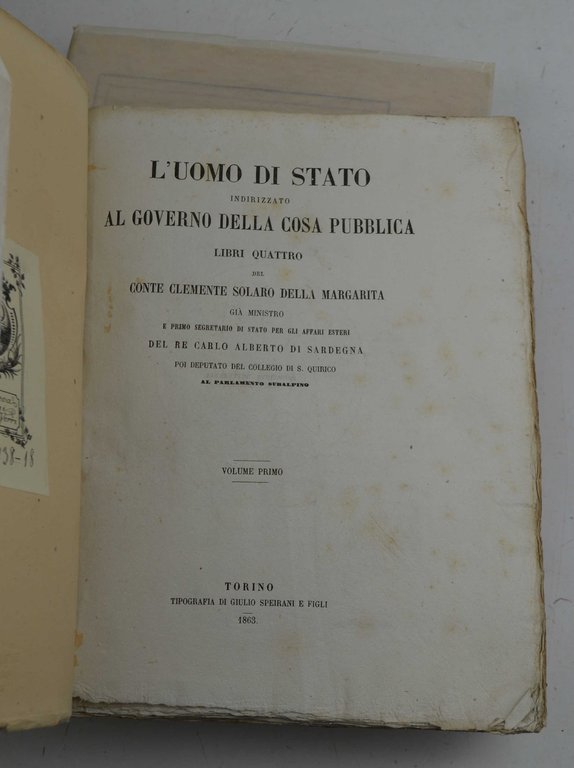 L'UOMO DI STATO
INDIRIZZATO
AL GOVERNO DELLA COSA PUBBLICA
LIBRI QUATTRO
DEL
CONTE CLEMENTE SOLARO DELLA MARGARITA
GIÀ MINISTRO
E PRIMO SEGRETARIO DI STATO PER GLI AFFARI ESTERI
DEL RE CARLO ALBERTO DI SARDEGNA
POI DEPUTATO DEL COLLEGIO DI S. QUIRICO
AL PARLAMENTO SUBALPINO
VOLUME PRIMO
TORINO
TIPOGRAFIA DI GIULIO SPEIRANI E FIGLI
1863.
98-18